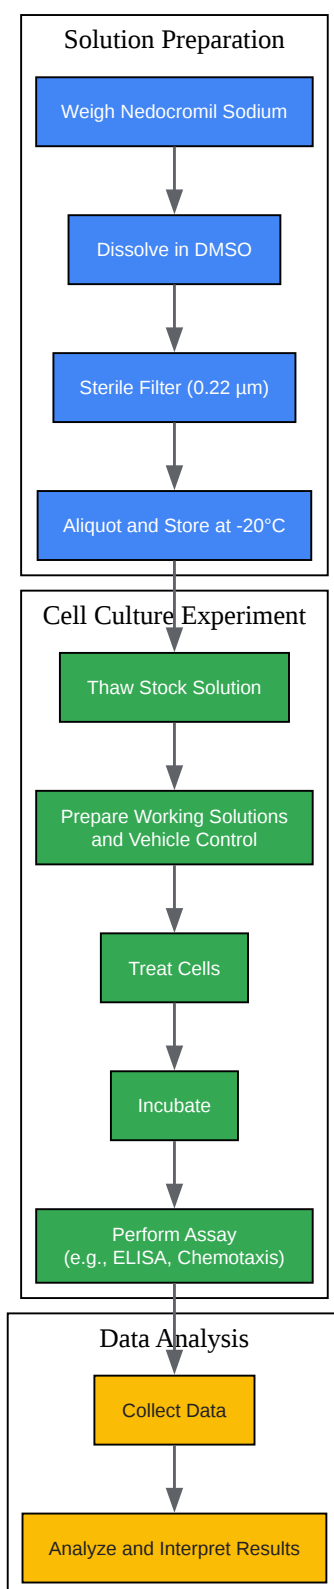 Solution Preparation
Weigh Nedocromil Sodium
Dissolve in DMSO
Sterile Filter (0.22 µm)
Aliquot and Store at -20°C
Cell Culture Experiment
Thaw Stock Solution
Prepare Working Solutions
and Vehicle Control
Treat Cells
Incubate
Perform Assay
(e.g., ELISA, Chemotaxis)
Data Analysis
Collect Data
Analyze and Interpret Results